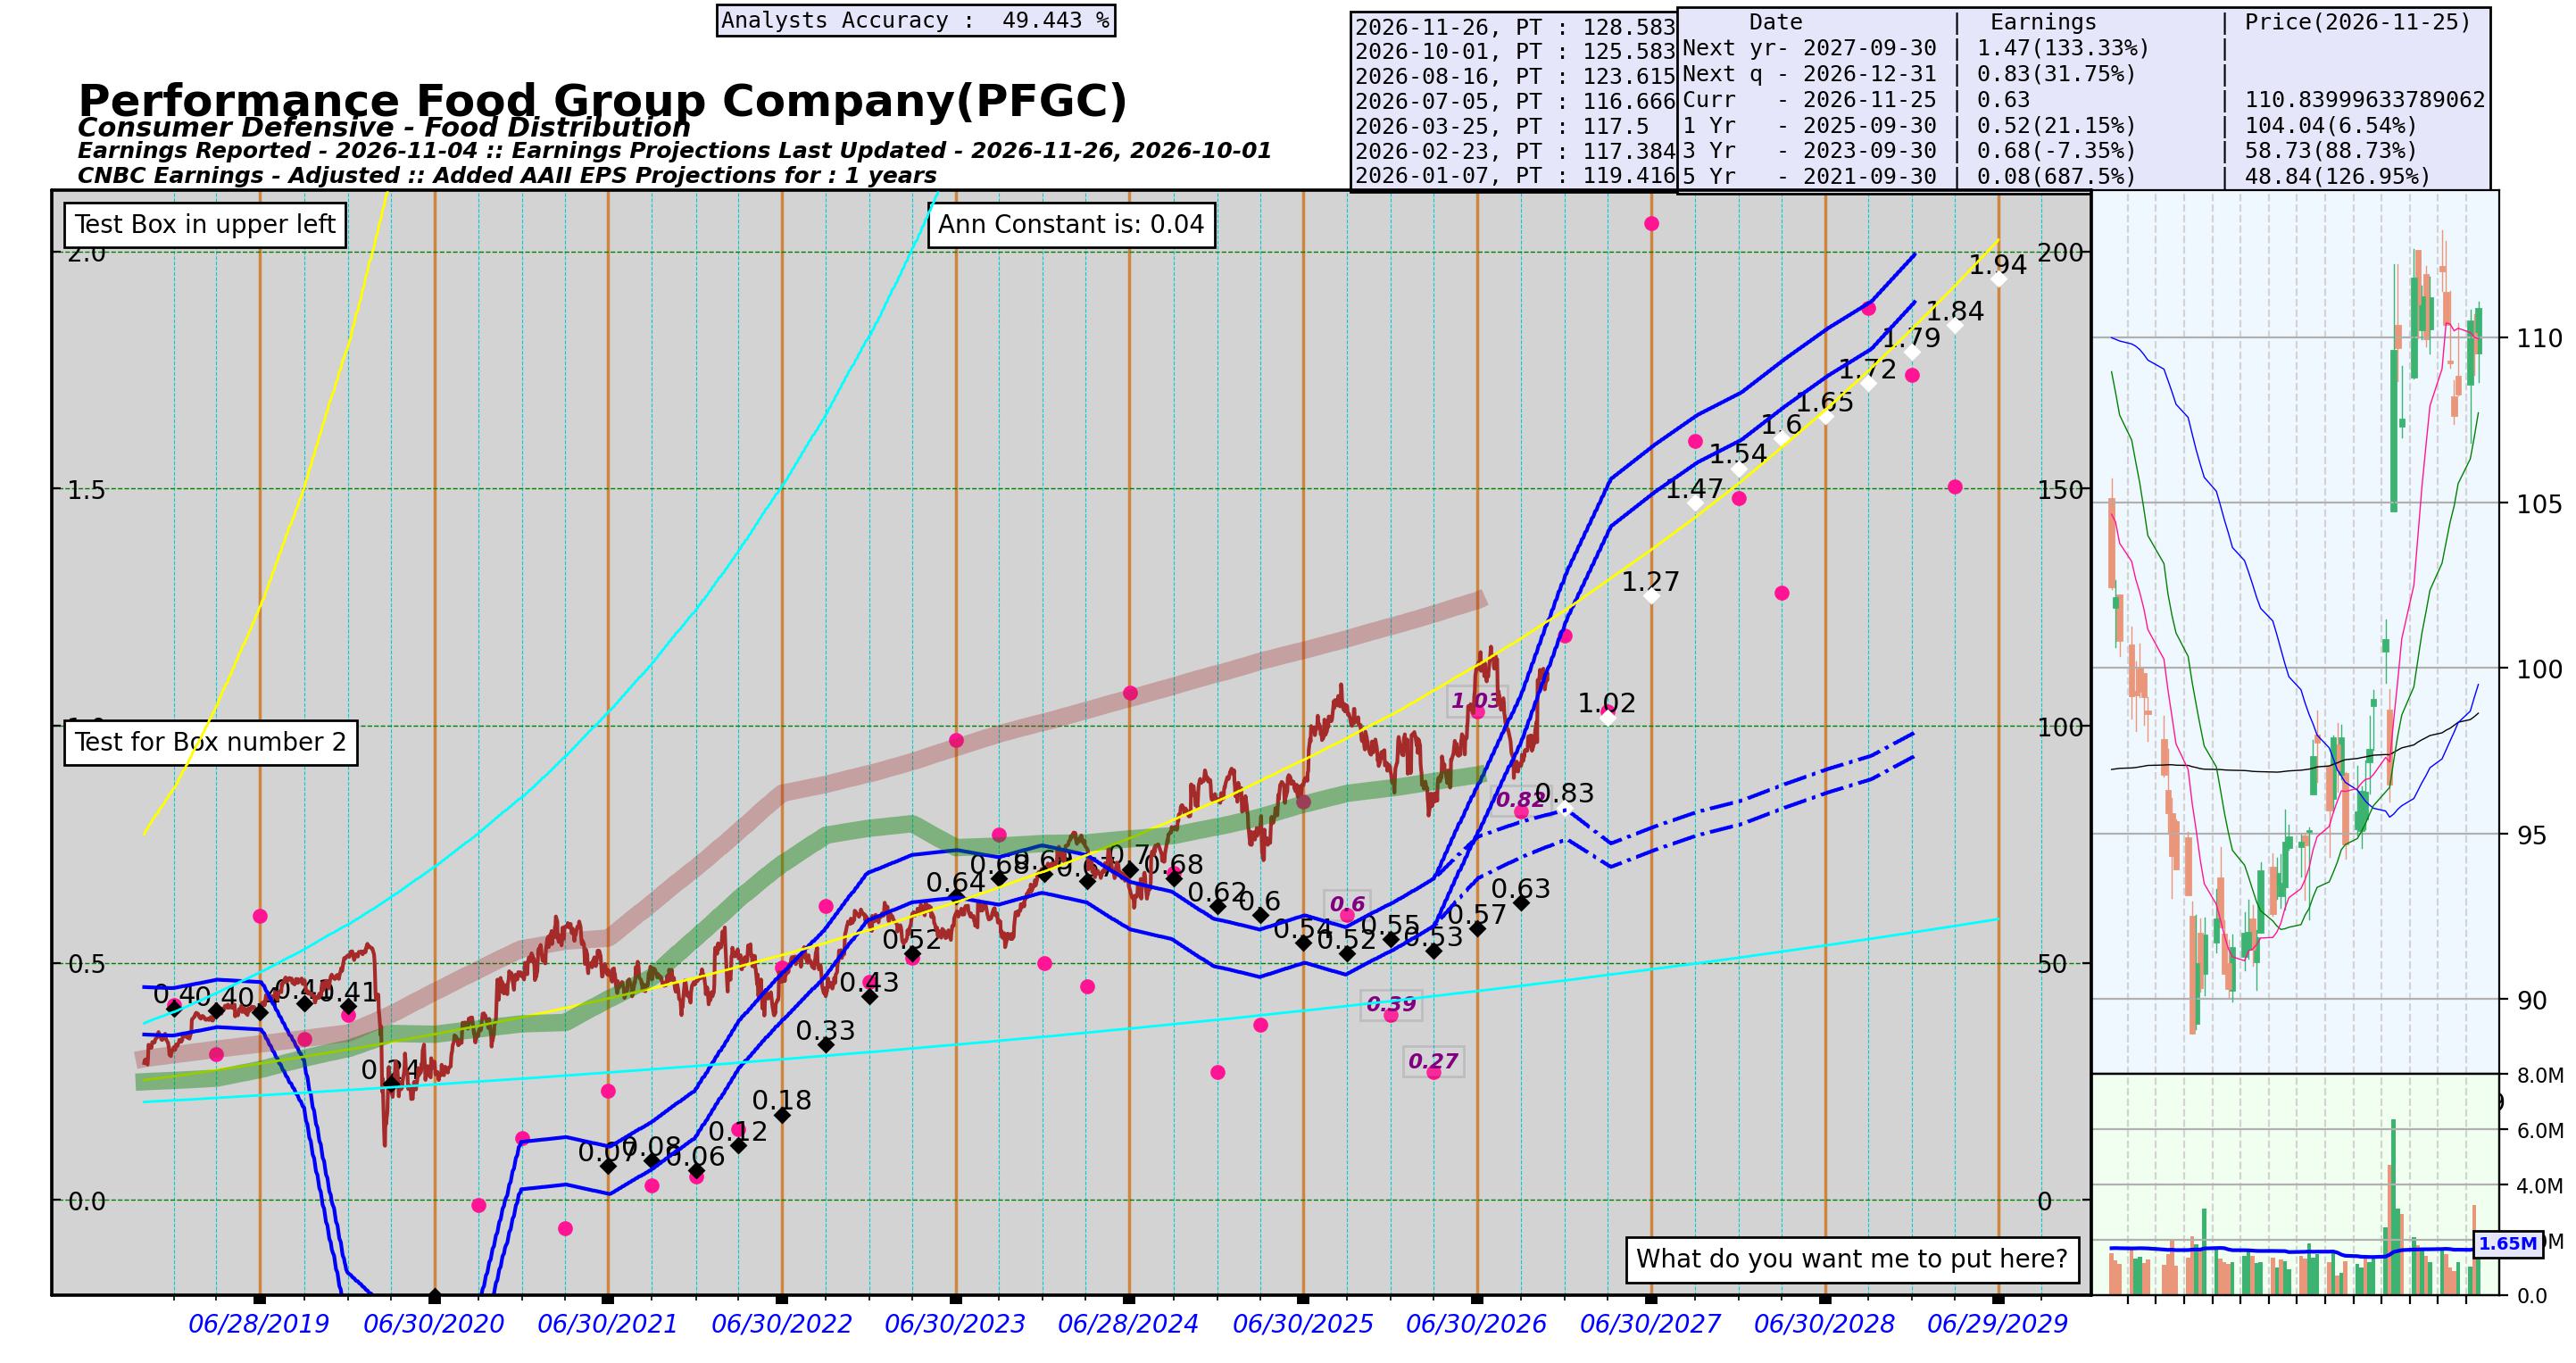 Analysts Accuracy :  49.443 %
2026-11-26, PT : 128.583
2026-10-01, PT : 125.583
2026-08-16, PT : 123.615
2026-07-05, PT : 116.666
2026-03-25, PT : 117.5
2026-02-23, PT : 117.384
2026-01-07, PT : 119.416
Date | Earnings | Price(2026-11-25)
Next yr- 2027-09-30 | 1.47(133.33%) |
Next q - 2026-12-31 | 0.83(31.75%) |
Curr - 2026-11-25 | 0.63 | 110.83999633789062
1 Yr - 2025-09-30 | 0.52(21.15%) | 104.04(6.54%)
3 Yr - 2023-09-30 | 0.68(-7.35%) | 58.73(88.73%)
5 Yr - 2021-09-30 | 0.08(687.5%) | 48.84(126.95%)
Performance Food Group Company(PFGC)
Consumer Defensive - Food Distribution
Earnings Reported - 2026-11-04 :: Earnings Projections Last Updated - 2026-11-26, 2026-10-01
CNBC Earnings - Adjusted :: Added AAII EPS Projections for : 1 years
Test Box in upper left
Ann Constant is: 0.04
2.0
1.5
Test for Box number 2
0.5
0.0
200
150
100
50
0
0.40
0.40
0.41
0.41
0.24
0.07
0.08
0.06
0.12
0.18
0.33
0.43
0.52
0.64
0.68
0.67
0.7
0.68
0.62
0.6
0.54
0.52
0.55
0.53
0.57
0.63
0.6
0.39
0.27
1.03
0.82
0.83
1.02
1.27
1.47
1.54
1.6
1.65
1.72
1.79
1.84
1.94
What do you want me to put here?
06/28/2019
06/30/2020
06/30/2021
06/30/2022
06/30/2023
06/28/2024
06/30/2025
06/30/2026
06/30/2027
06/30/2028
06/29/2029
110
105
100
95
90
8.0M
6.0M
4.0M
1.65M
0.0